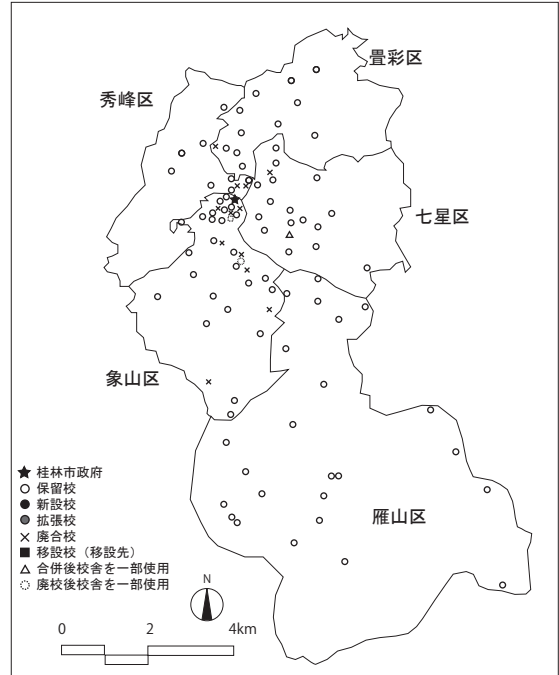 畳彩区
秀峰区
七星区
象山区
雁山区
桂林市政府
保留校
新設校
拡張校
廃合校
移設校（移設先）
合併後校舎を一部使用
廃校後校舎を一部使用
N
0 2 4km